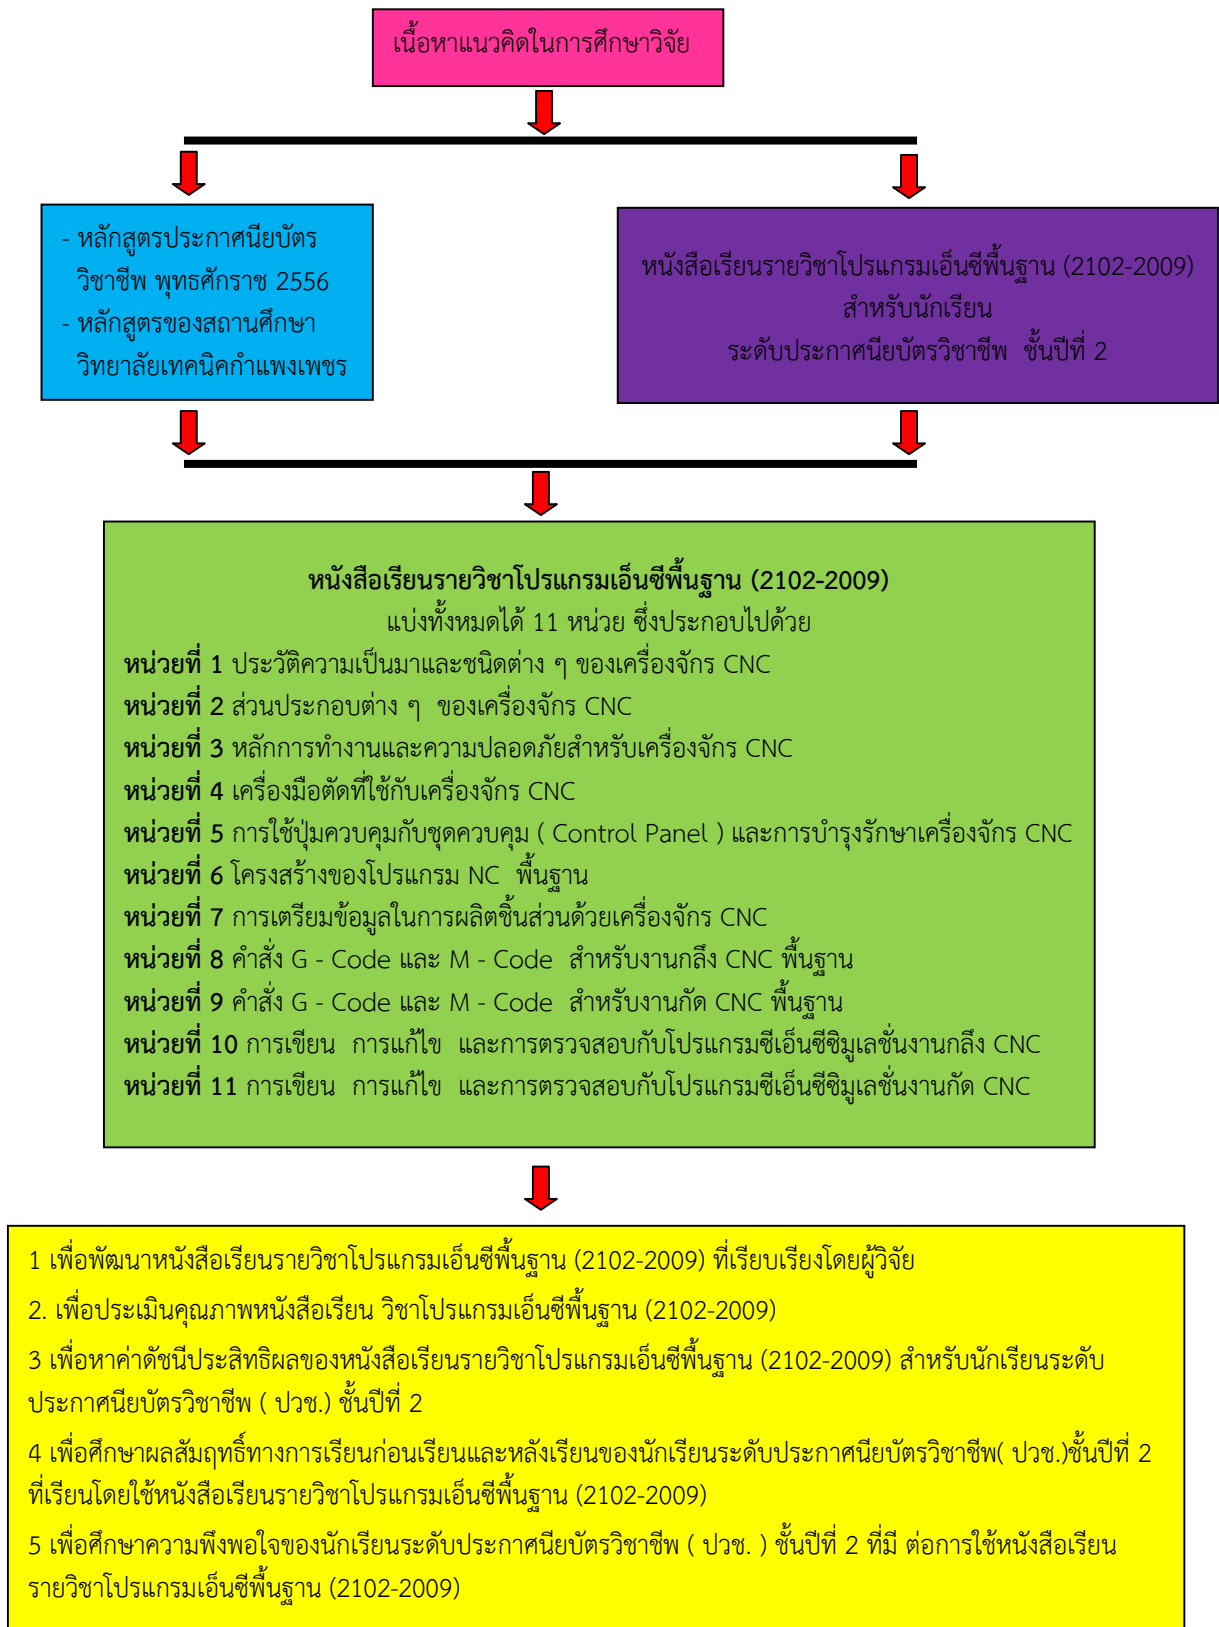 เนื้อหาแนวคิดในการศึกษาวิจัย
- หลักสูตรประกาศนียบัตร
วิชาชีพ พุทธศักราช 2556
- หลักสูตรของสถานศึกษา
วิทยาลัยเทคนิคกำแพงเพชร
หนังสือเรียนรายวิชาโปรแกรมเอ็นซีพื้นฐาน (2102-2009)
สำหรับนักเรียน
ระดับประกาศนียบัตรวิชาชีพ ชั้นปีที่ 2
หนังสือเรียนรายวิชาโปรแกรมเอ็นซีพื้นฐาน (2102-2009)
แบ่งทั้งหมดได้ 11 หน่วย ซึ่งประกอบไปด้วย
หน่วยที่ 1 ประวัติความเป็นมาและชนิดต่าง ๆ ของเครื่องจักร CNC
หน่วยที่ 2 ส่วนประกอบต่าง ๆ ของเครื่องจักร CNC
หน่วยที่ 3 หลักการทำงานและความปลอดภัยสำหรับเครื่องจักร CNC
หน่วยที่ 4 เครื่องมือตัดที่ใช้กับเครื่องจักร CNC
หน่วยที่ 5 การใช้ปุ่มควบคุมกับชุดควบคุม ( Control Panel ) และการบำรุงรักษาเครื่องจักร CNC
หน่วยที่ 6 โครงสร้างของโปรแกรม NC พื้นฐาน
หน่วยที่ 7 การเตรียมข้อมูลในการผลิตชิ้นส่วนด้วยเครื่องจักร CNC
หน่วยที่ 8 คำสั่ง G - Code และ M - Code สำหรับงานกลึง CNC พื้นฐาน
หน่วยที่ 9 คำสั่ง G - Code และ M - Code สำหรับงานกัด CNC พื้นฐาน
หน่วยที่ 10 การเขียน การแก้ไข และการตรวจสอบกับโปรแกรมซีเอ็นซีซิมูเลชั่นงานกลึง CNC
หน่วยที่ 11 การเขียน การแก้ไข และการตรวจสอบกับโปรแกรมซีเอ็นซีซิมูเลชั่นงานกัด CNC
1 เพื่อพัฒนาหนังสือเรียนรายวิชาโปรแกรมเอ็นซีพื้นฐาน (2102-2009) ที่เรียบเรียงโดยผู้วิจัย
2. เพื่อประเมินคุณภาพหนังสือเรียน วิชาโปรแกรมเอ็นซีพื้นฐาน (2102-2009)
3 เพื่อหาค่าดัชนีประสิทธิผลของหนังสือเรียนรายวิชาโปรแกรมเอ็นซีพื้นฐาน (2102-2009) สำหรับนักเรียนระดับ
ประกาศนียบัตรวิชาชีพ ( ปวช.) ชั้นปีที่ 2
4 เพื่อศึกษาผลสัมฤทธิ์ทางการเรียนก่อนเรียนและหลังเรียนของนักเรียนระดับประกาศนียบัตรวิชาชีพ( ปวช.)ชั้นปีที่ 2
ที่เรียนโดยใช้หนังสือเรียนรายวิชาโปรแกรมเอ็นซีพื้นฐาน (2102-2009)
5 เพื่อศึกษาความพึงพอใจของนักเรียนระดับประกาศนียบัตรวิชาชีพ ( ปวช. ) ชั้นปีที่ 2 ที่มี ต่อการใช้หนังสือเรียน
รายวิชาโปรแกรมเอ็นซีพื้นฐาน (2102-2009)